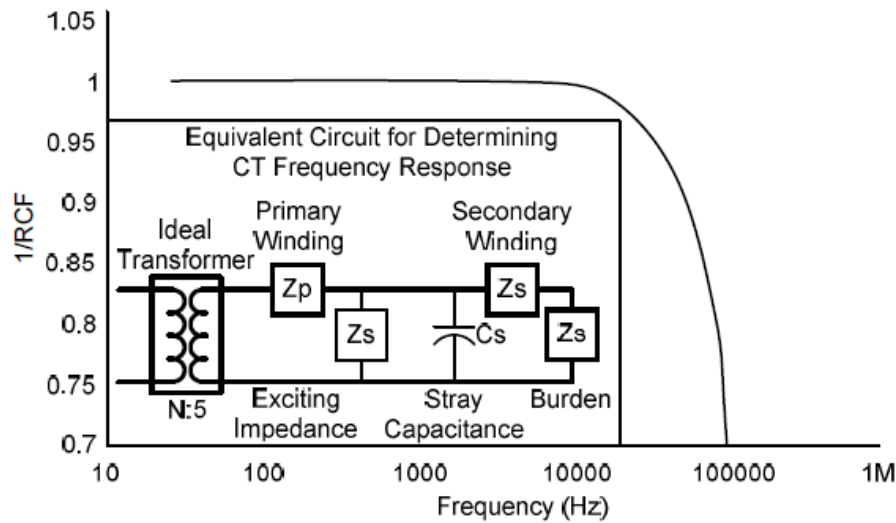 1.05
1
0.95
0.9
0.85
0.8
0.75
0.7
1/RCF
Equivalent Circuit for Determining
CT Frequency Response
Ideal
Transformer
Primary
Winding
Secondary
Winding
Zp
Zs
Zs
Cs
Zs
N:5
Exciting
Impedance
Stray
Capacitance
Burden
10
100
1000
10000
100000
1M
Frequency (Hz)